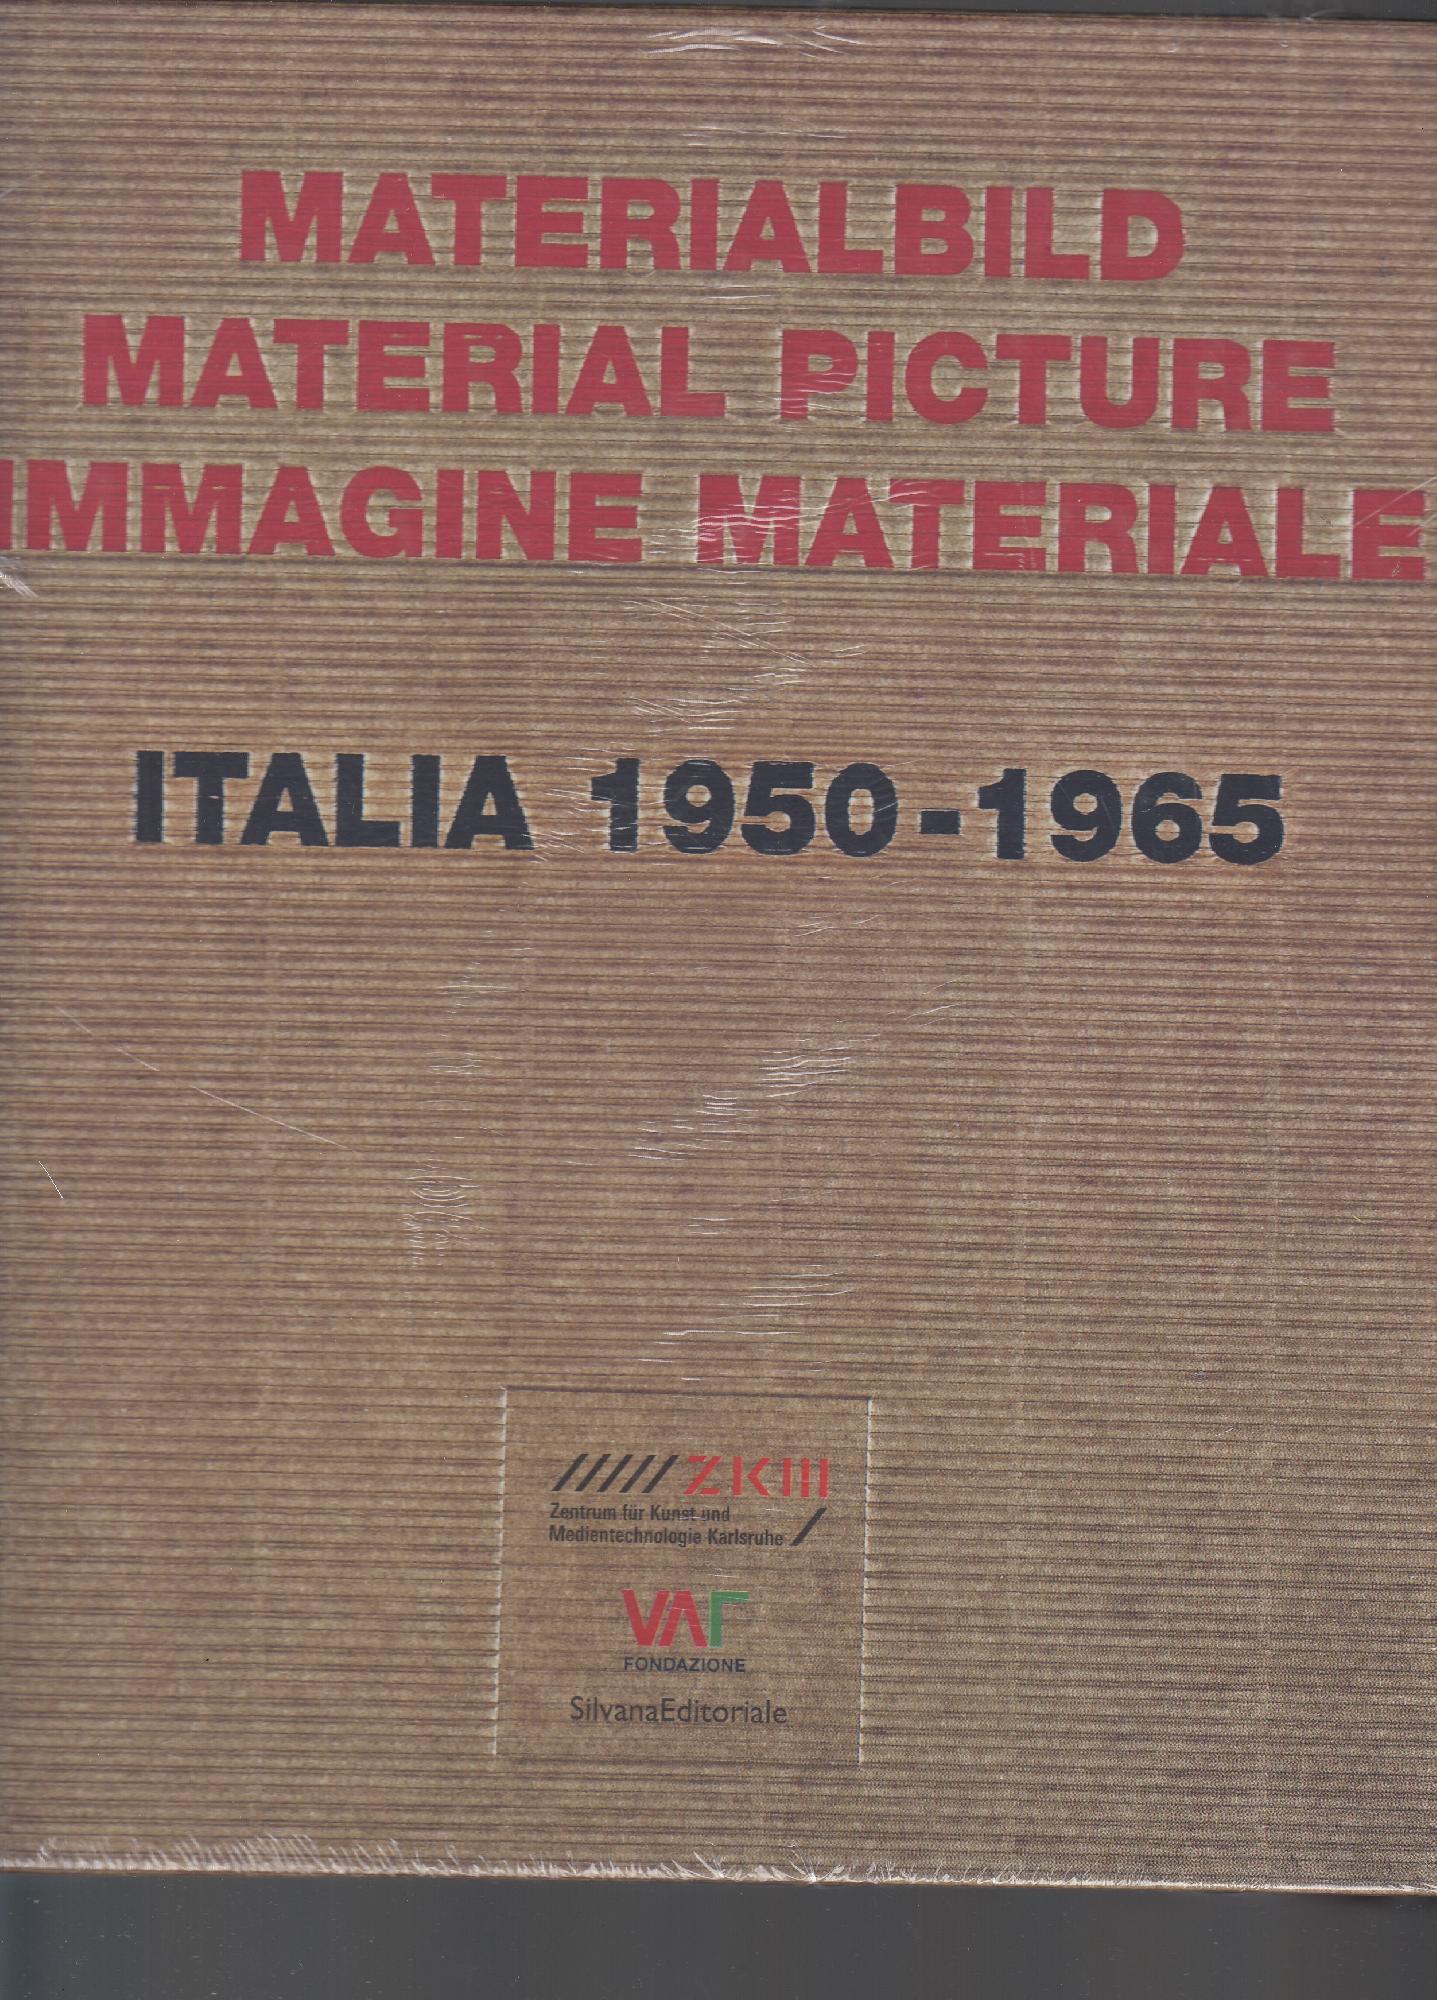 MATERIALBILD
MATERIAL PICTURE
IMMAGINE MATERIALE
ITALIA 1950-1965
ZKM
Zentrum für Kunst und
Medientechnologie Karlsruhe
VAF
FONDAZIONE
SilvanaEditoriale